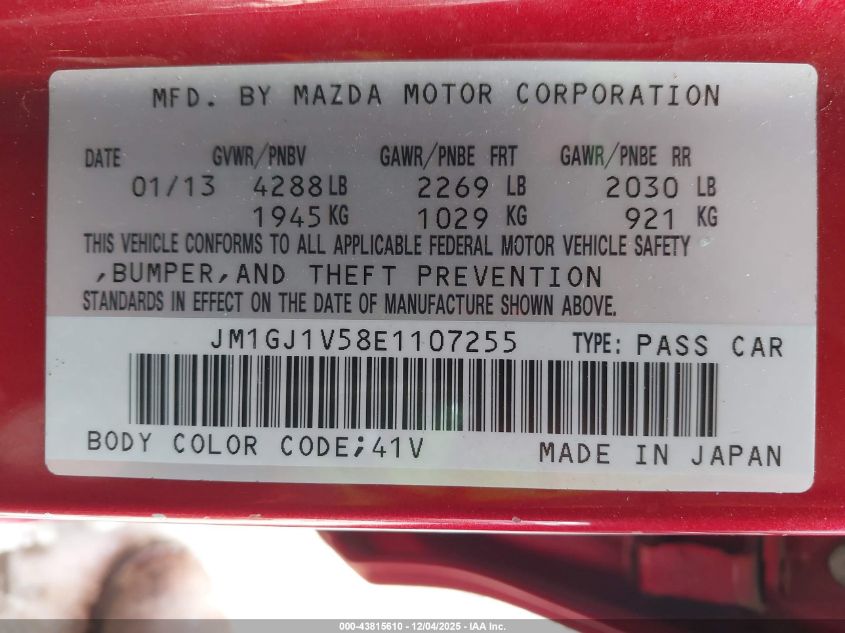 MFD. BY MAZDA MOTOR CORPORATION
DATE GVWR/PNBV GAWR/PNBE FRT GAWR/PNBE RR
01/13 4288 LB 2269 LB 2030 LB
1945 KG 1029 KG 921 KG
THIS VEHICLE CONFORMS TO ALL APPLICABLE FEDERAL MOTOR VEHICLE SAFETY
,BUMPER,AND THEFT PREVENTION
STANDARDS IN EFFECT ON THE DATE OF MANUFACTURE SHOWN ABOVE.
JM1GJ1V58E1107255 TYPE: PASS CAR
BODY COLOR CODE;41V MADE IN JAPAN
000-43815610 - 12/04/2025 - IAA Inc.